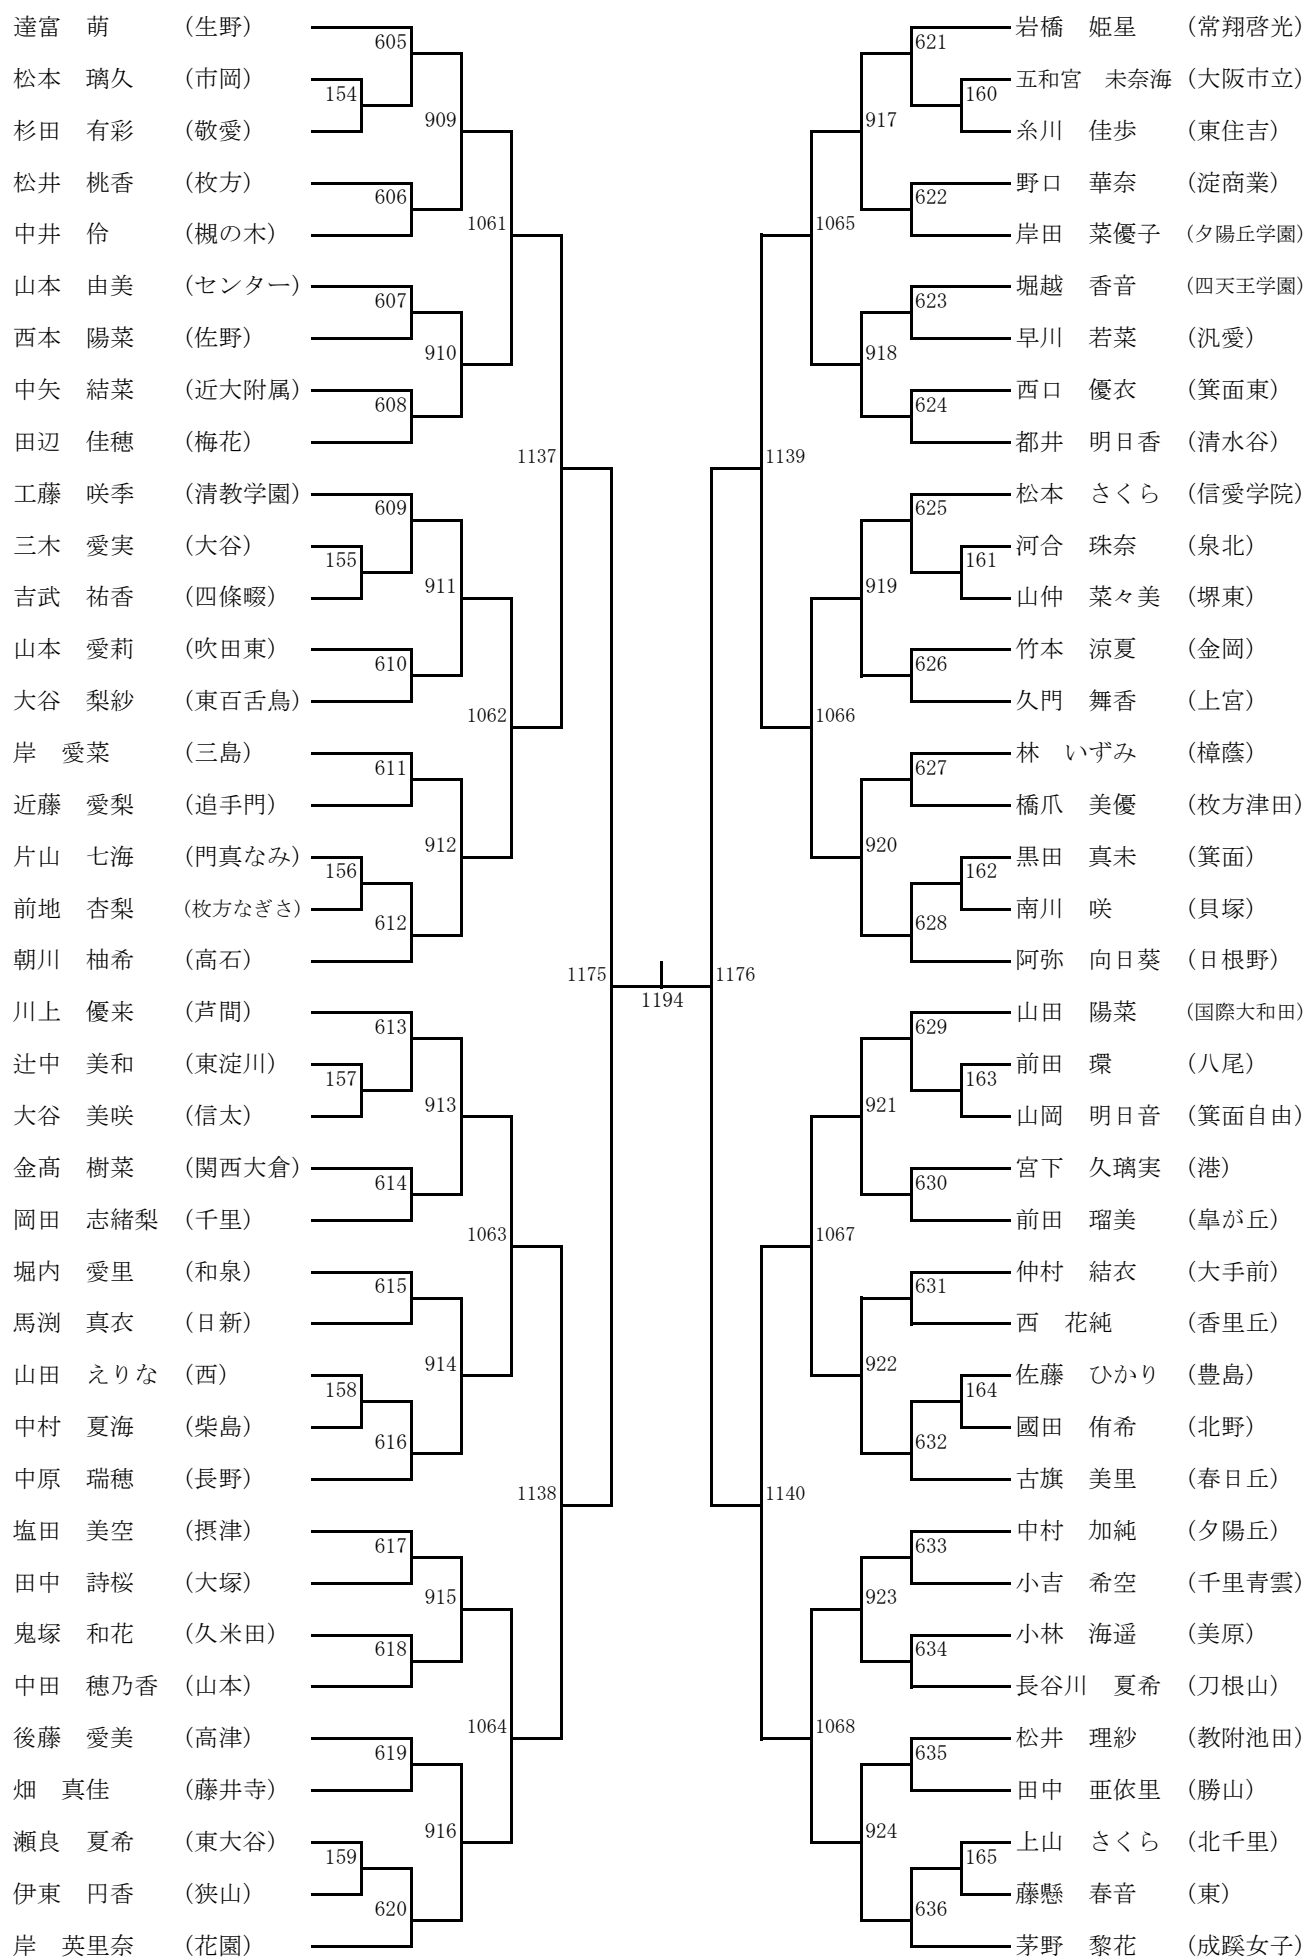 達富　萌　（生野）
605
松本　璃久　（市岡）
154
杉田　有彩　（敬愛）
909
松井　桃香　（枚方）
606
中井　伶　（槻の木）
1061
山本　由美　（センター）
607
西本　陽菜　（佐野）
910
中矢　結菜　（近大附属）
608
田辺　佳穂　（梅花）
1137
工藤　咲季　（清教学園）
609
三木　愛実　（大谷）
155
吉武　祐香　（四條畷）
911
山本　愛莉　（吹田東）
610
大谷　梨紗　（東百舌鳥）
1062
岸　愛菜　（三島）
611
近藤　愛梨　（追手門）
912
片山　七海　（門真なみ）
156
前地　杏梨　（枚方なぎさ）
612
朝川　柚希　（高石）
1175
川上　優来　（芦間）
613
辻中　美和　（東淀川）
157
大谷　美咲　（信太）
913
金髙　樹菜　（関西大倉）
614
岡田　志緒梨　（千里）
1063
堀内　愛里　（和泉）
615
馬渕　真衣　（日新）
914
山田　えりな　（西）
158
中村　夏海　（柴島）
616
中原　瑞穂　（長野）
1138
塩田　美空　（摂津）
617
田中　詩桜　（大塚）
915
鬼塚　和花　（久米田）
618
中田　穂乃香　（山本）
1064
後藤　愛美　（高津）
619
畑　真佳　（藤井寺）
916
瀬良　夏希　（東大谷）
159
伊東　円香　（狭山）
620
岸　英里奈　（花園）
1194
岩橋　姫星　（常翔啓光）
621
五和宮　未奈海　（大阪市立）
160
糸川　佳歩　（東住吉）
917
野口　華奈　（淀商業）
622
岸田　菜優子　（夕陽丘学園）
1065
堀越　香音　（四天王学園）
623
早川　若菜　（汎愛）
918
西口　優衣　（箕面東）
624
都井　明日香　（清水谷）
1139
松本　さくら　（信愛学院）
625
河合　珠奈　（泉北）
161
山仲　菜々美　（堺東）
919
竹本　涼夏　（金岡）
626
久門　舞香　（上宮）
1066
林　いずみ　（樟蔭）
627
橋爪　美優　（枚方津田）
920
黒田　真未　（箕面）
162
南川　咲　（貝塚）
628
阿弥　向日葵　（日根野）
1176
山田　陽菜　（国際大和田）
629
前田　環　（八尾）
163
山岡　明日音　（箕面自由）
921
宮下　久璃実　（港）
630
前田　瑠美　（皐が丘）
1067
仲村　結衣　（大手前）
631
西　花純　（香里丘）
922
佐藤　ひかり　（豊島）
164
國田　侑希　（北野）
632
古旗　美里　（春日丘）
1140
中村　加純　（夕陽丘）
633
小吉　希空　（千里青雲）
923
小林　海遥　（美原）
634
長谷川　夏希　（刀根山）
1068
松井　理紗　（教附池田）
635
田中　亜依里　（勝山）
924
上山　さくら　（北千里）
165
藤懸　春音　（東）
636
茅野　黎花　（成蹊女子）